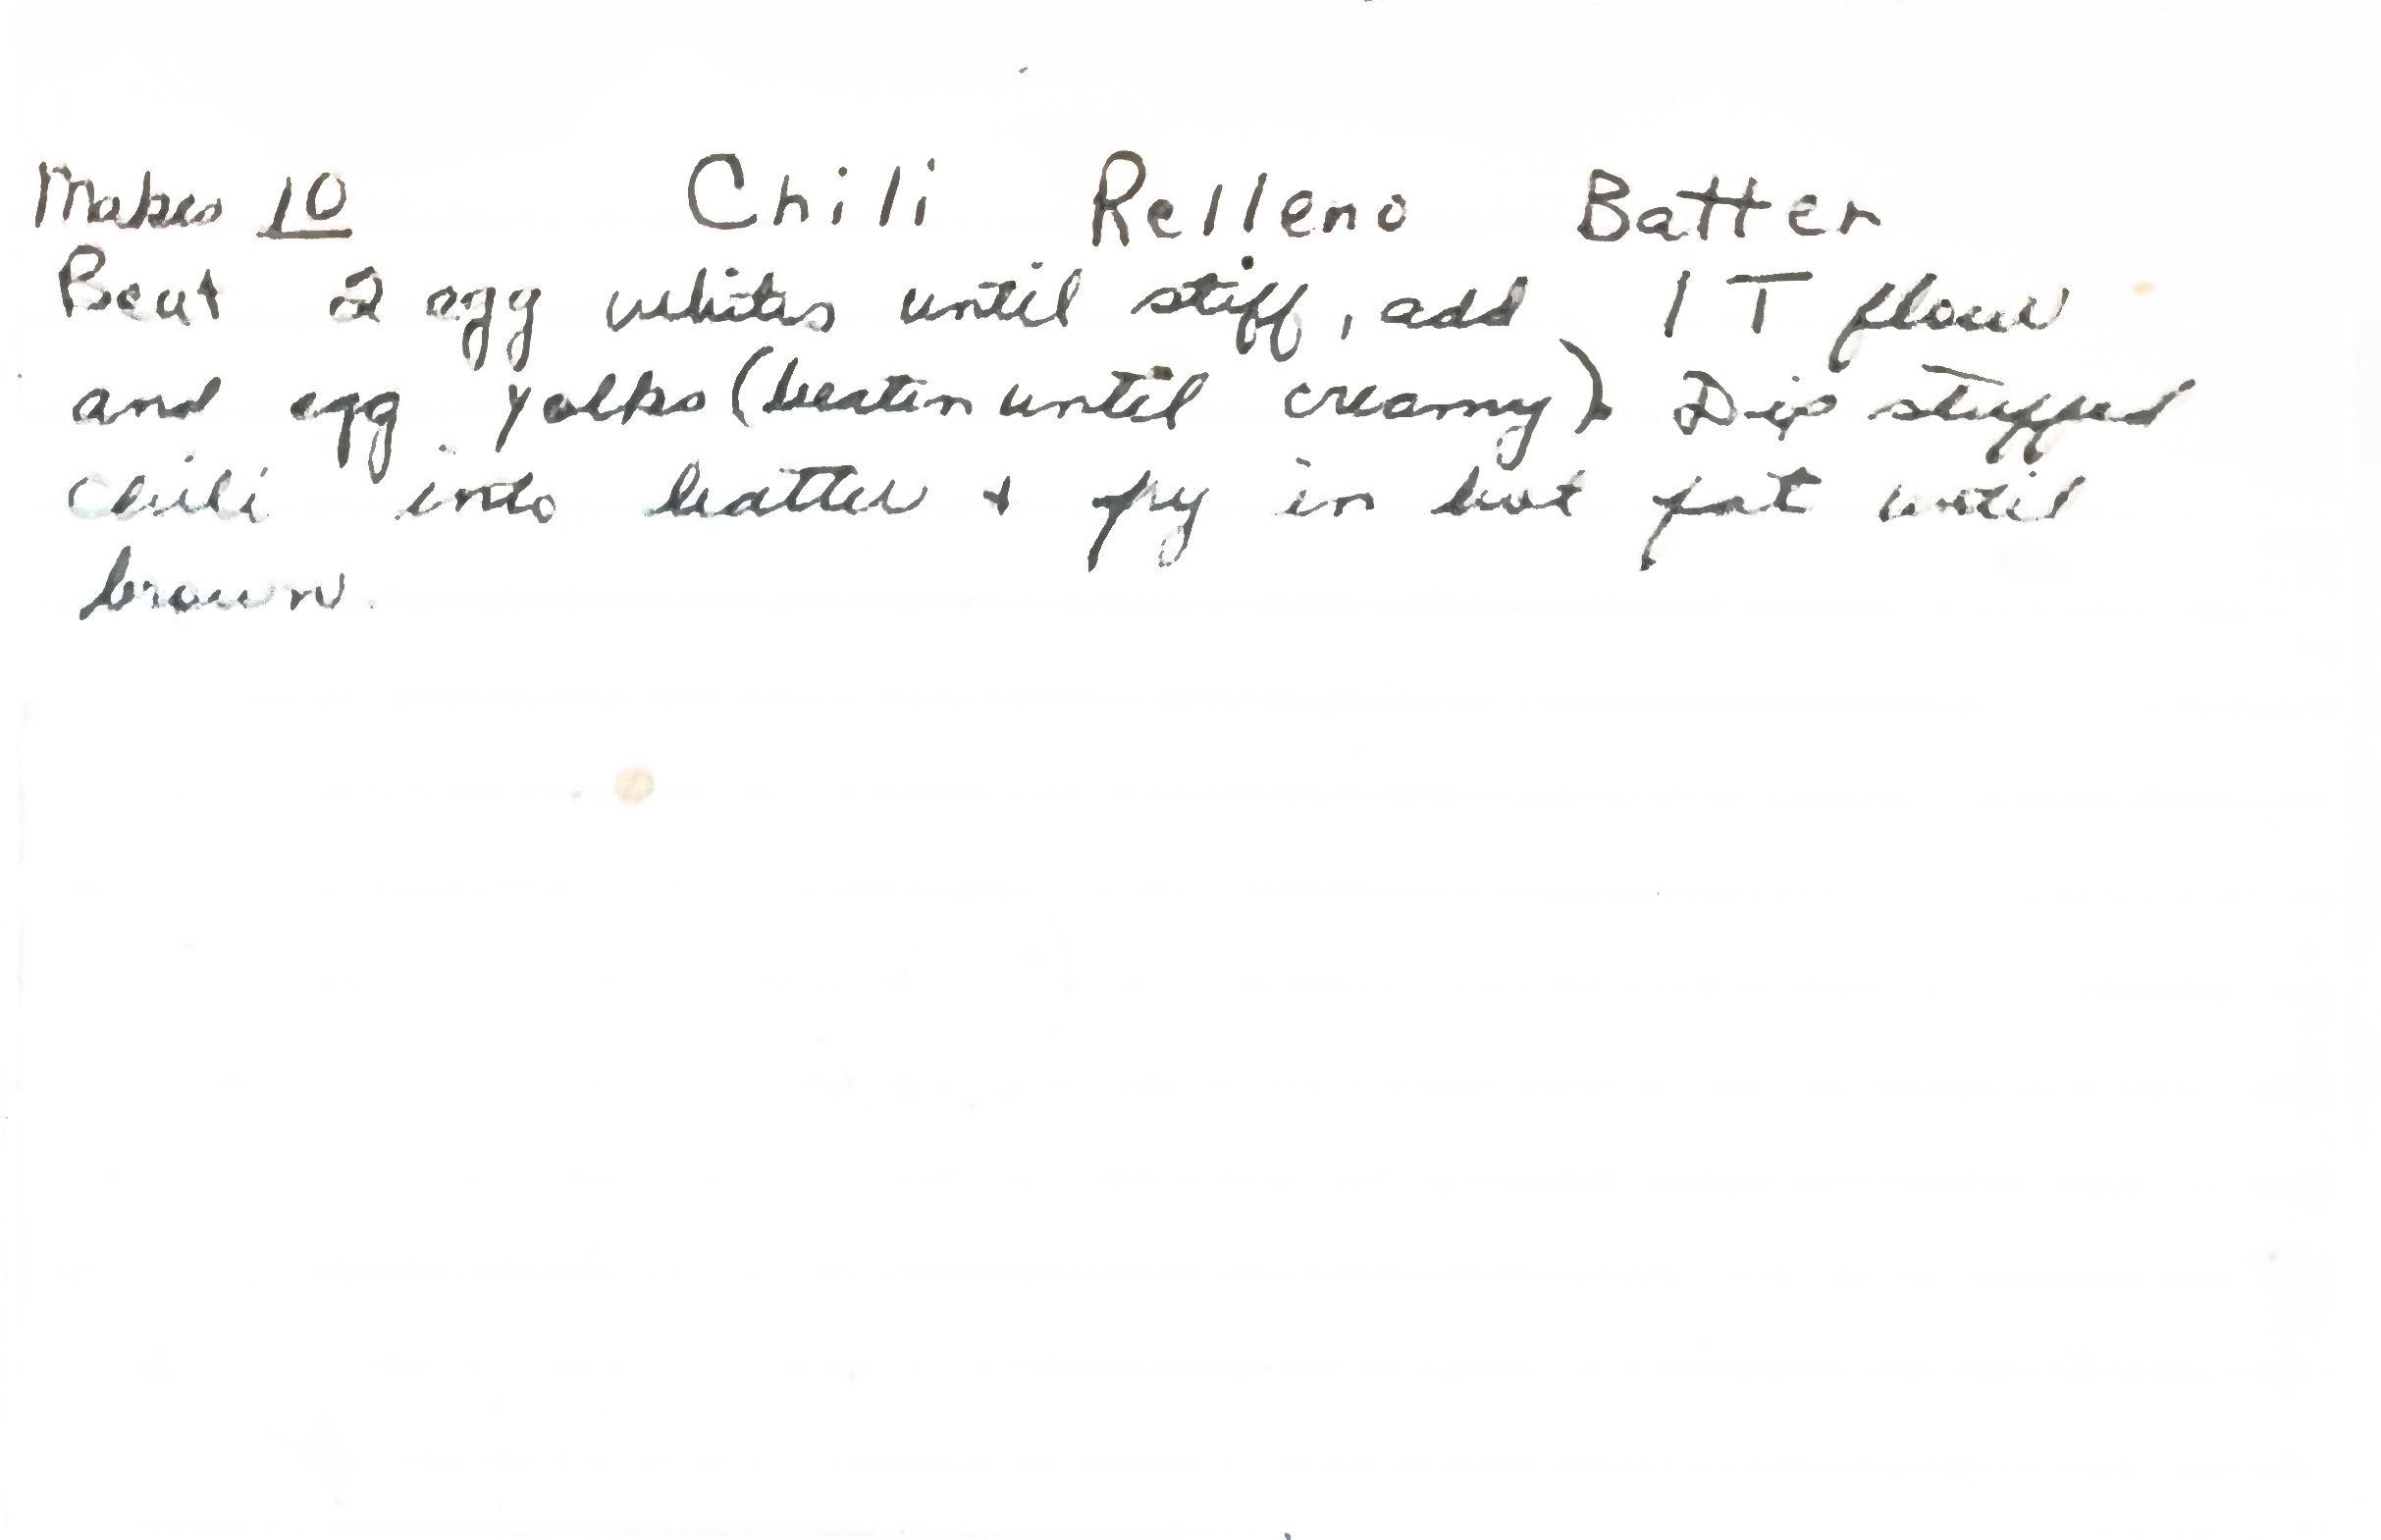 Makes 10 Chili Relleno Batter
Beat 2 egg whites until stiff, add 1 T flour
and egg yolks (beaten until creamy). Dip stuffed
chili into batter + fry in hot fat until
brown.